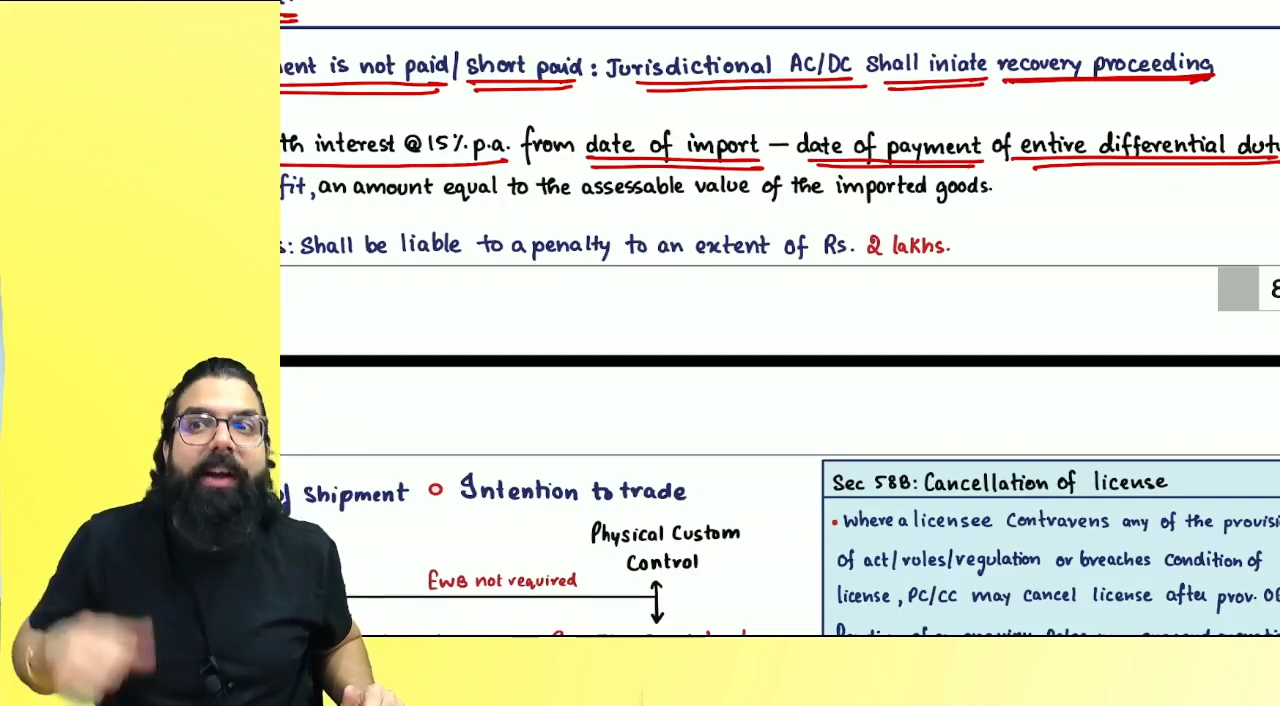 ent is not paid/ short paid : Jurisdictional AC/DC Shall iniate recovery proceeding
th interest @ 15% p.a. from date of import – date of payment of entire differential dut
fit, an amount equal to the assessable value of the imported goods.
s: Shall be liable to a penalty to an extent of Rs. 2 lakhs.
shipment o Intention to trade
Physical Custom
Control
EWB not required
Sec 58B: Cancellation of license
• Where a licensee Contravens any of the provisi
of act/rules/regulation or breaches Condition of
license, PC/CC may cancel license after prov. OE